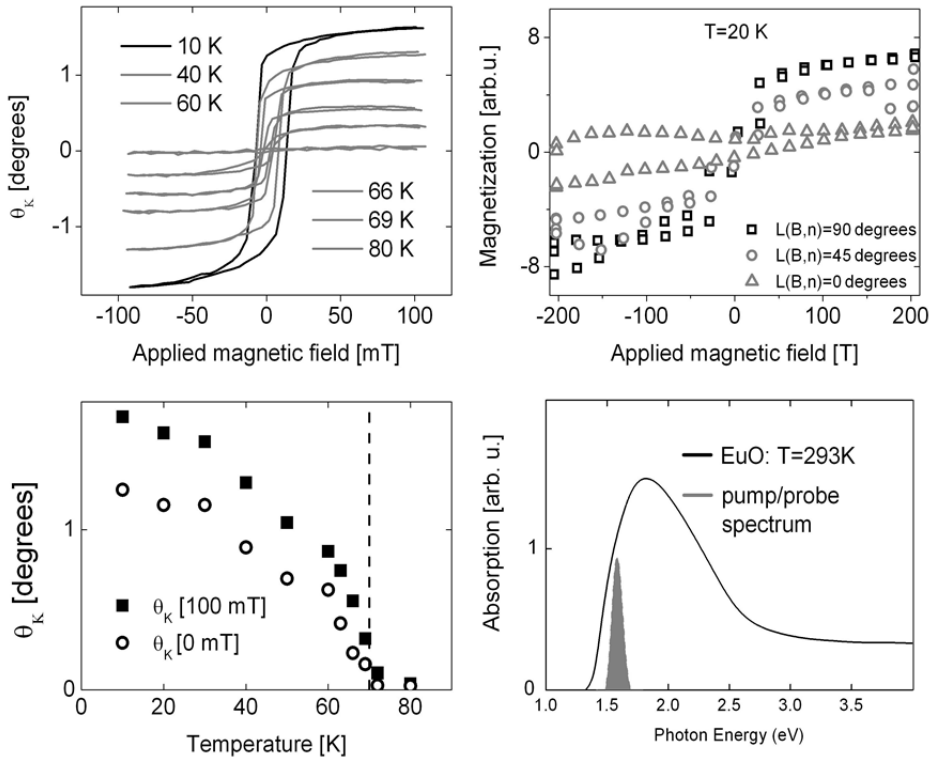 10 K
40 K
60 K
66 K
69 K
80 K
1
0
-1
θK [degrees]
-100
-50
0
50
100
Applied magnetic field [mT]
T=20 K
8
0
-8
Magnetization [arb.u.]
L(B,n)=90 degrees
L(B,n)=45 degrees
L(B,n)=0 degrees
-200
-100
0
100
200
Applied magnetic field [T]
1
0
θK [degrees]
θK [100 mT]
θK [0 mT]
0
20
40
60
80
Temperature [K]
EuO: T=293K
pump/probe
spectrum
1
0
Absorption [arb. u.]
1.0
1.5
2.0
2.5
3.0
3.5
Photon Energy (eV)